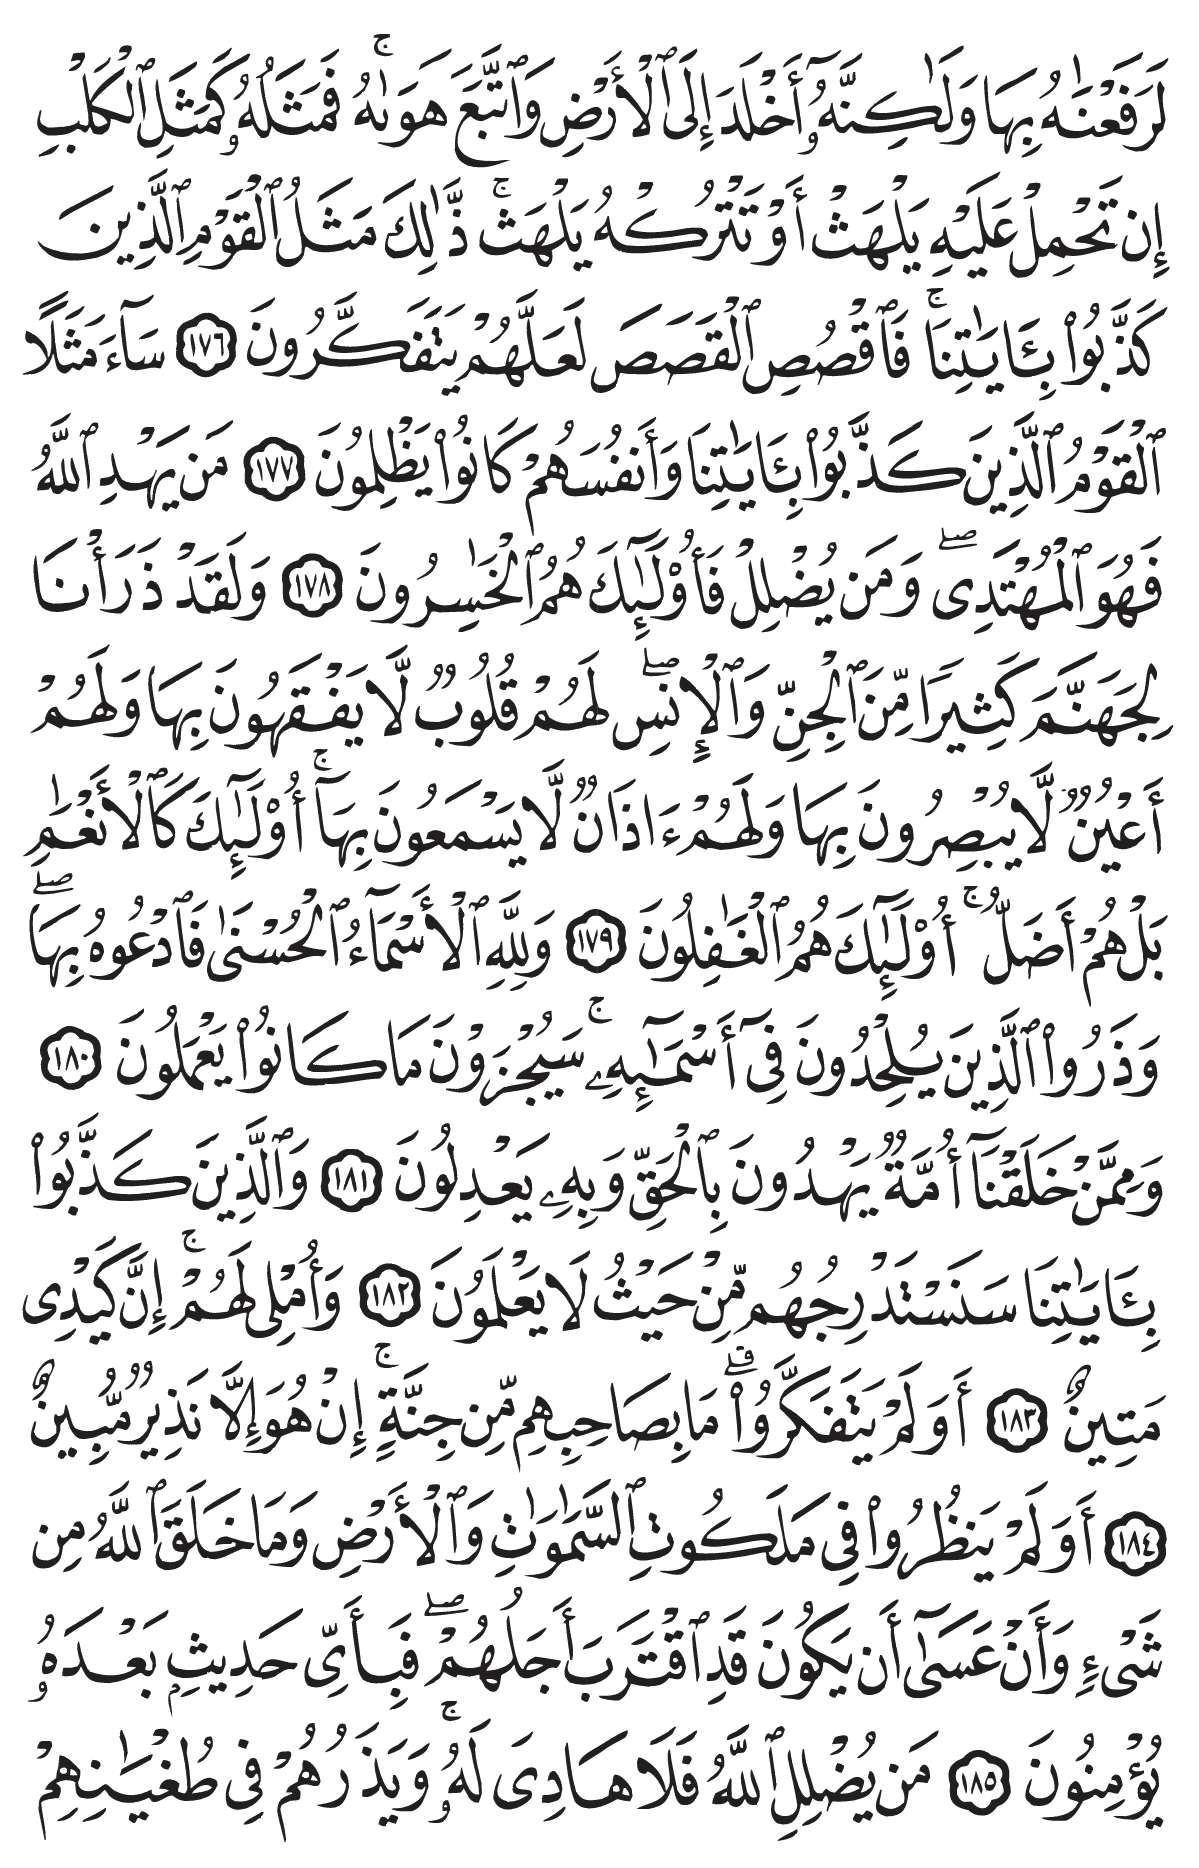 لَرَفَعْنَٰهُ بِهَا وَلَٰكِنَّهُۥٓ أَخْلَدَ إِلَى ٱلْأَرْضِ وَٱتَّبَعَ هَوَىٰهُ ۚ فَمَثَلُهُۥ كَمَثَلِ ٱلْكَلْبِ
إِن تَحْمِلْ عَلَيْهِ يَلْهَثْ أَوْ تَتْرُكْهُ يَلْهَث ۚ ذَّٰلِكَ مَثَلُ ٱلْقَوْمِ ٱلَّذِينَ
كَذَّبُوا۟ بِـَٔايَٰتِنَا ۚ فَٱقْصُصِ ٱلْقَصَصَ لَعَلَّهُمْ يَتَفَكَّرُونَ ١٧٦ سَآءَ مَثَلًا
ٱلْقَوْمُ ٱلَّذِينَ كَذَّبُوا۟ بِـَٔايَٰتِنَا وَأَنفُسَهُمْ كَانُوا۟ يَظْلِمُونَ ١٧٧ مَن يَهْدِ ٱللَّهُ
فَهُوَ ٱلْمُهْتَدِى ۖ وَمَن يُضْلِلْ فَأُو۟لَٰٓئِكَ هُمُ ٱلْخَٰسِرُونَ ١٧٨ وَلَقَدْ ذَرَأْنَا
لِجَهَنَّمَ كَثِيرًا مِّنَ ٱلْجِنِّ وَٱلْإِنسِ ۖ لَهُمْ قُلُوبٌ لَّا يَفْقَهُونَ بِهَا وَلَهُمْ
أَعْيُنٌ لَّا يُبْصِرُونَ بِهَا وَلَهُمْ ءَاذَانٌ لَّا يَسْمَعُونَ بِهَآ ۚ أُو۟لَٰٓئِكَ كَٱلْأَنْعَٰمِ
بَلْ هُمْ أَضَلُّ ۚ أُو۟لَٰٓئِكَ هُمُ ٱلْغَٰفِلُونَ ١٧٩ وَلِلَّهِ ٱلْأَسْمَآءُ ٱلْحُسْنَىٰ فَٱدْعُوهُ بِهَا ۖ
وَذَرُوا۟ ٱلَّذِينَ يُلْحِدُونَ فِىٓ أَسْمَٰٓئِهِۦ ۚ سَيُجْزَوْنَ مَا كَانُوا۟ يَعْمَلُونَ ١٨٠
وَمِمَّنْ خَلَقْنَآ أُمَّةٌ يَهْدُونَ بِٱلْحَقِّ وَبِهِۦ يَعْدِلُونَ ١٨١ وَٱلَّذِينَ كَذَّبُوا۟
بِـَٔايَٰتِنَا سَنَسْتَدْرِجُهُم مِّنْ حَيْثُ لَا يَعْلَمُونَ ١٨٢ وَأُمْلِى لَهُمْ ۚ إِنَّ كَيْدِى
مَتِينٌ ١٨٣ أَوَلَمْ يَتَفَكَّرُوا۟ ۗ مَا بِصَاحِبِهِم مِّن جِنَّةٍ ۚ إِنْ هُوَ إِلَّا نَذِيرٌ مُّبِينٌ
١٨٤ أَوَلَمْ يَنظُرُوا۟ فِى مَلَكُوتِ ٱلسَّمَٰوَٰتِ وَٱلْأَرْضِ وَمَا خَلَقَ ٱللَّهُ مِن
شَىْءٍ وَأَنْ عَسَىٰٓ أَن يَكُونَ قَدِ ٱقْتَرَبَ أَجَلُهُمْ ۖ فَبِأَىِّ حَدِيثٍۭ بَعْدَهُۥ
يُؤْمِنُونَ ١٨٥ مَن يُضْلِلِ ٱللَّهُ فَلَا هَادِىَ لَهُۥ ۚ وَيَذَرُهُمْ فِى طُغْيَٰنِهِمْ